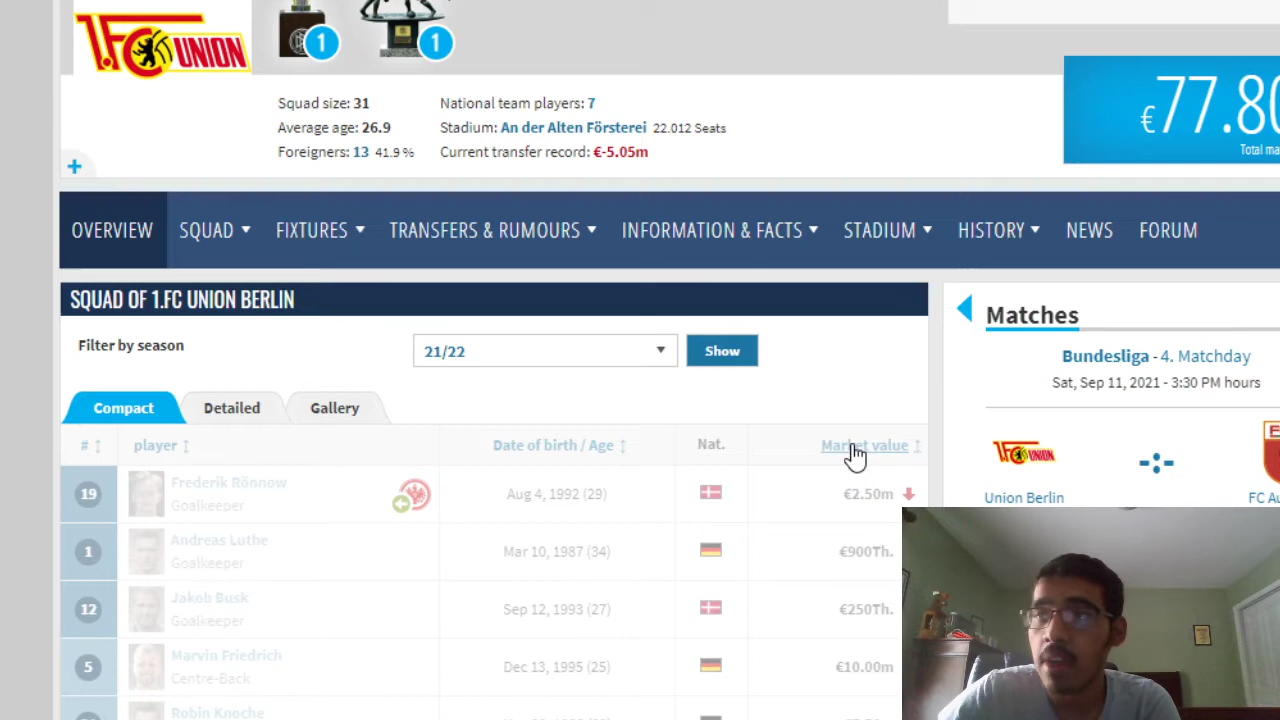 1.FC UNION
1
1
Squad size: 31
Average age: 26.9
Foreigners: 13 41.9 %
National team players: 7
Stadium: An der Alten Försterei 22.012 Seats
Current transfer record: €-5.05m
€77.80
Total ma
+
OVERVIEW SQUAD FIXTURES TRANSFERS & RUMOURS INFORMATION & FACTS STADIUM HISTORY NEWS FORUM
SQUAD OF 1.FC UNION BERLIN
Filter by season 21/22 Show
Compact Detailed Gallery
# player Date of birth / Age Nat. Market value
19 Frederik Rönnow Aug 4, 1992 (29) €2.50m
Goalkeeper
1 Andreas Luthe Mar 10, 1987 (34) €900Th.
Goalkeeper
12 Jakob Busk Sep 12, 1993 (27) €250Th.
Goalkeeper
5 Marvin Friedrich Dec 13, 1995 (25) €10.00m
Centre-Back
Robin Knoche
Matches
Bundesliga - 4. Matchday
Sat, Sep 11, 2021 - 3:30 PM hours
-:-
Union Berlin FC Au